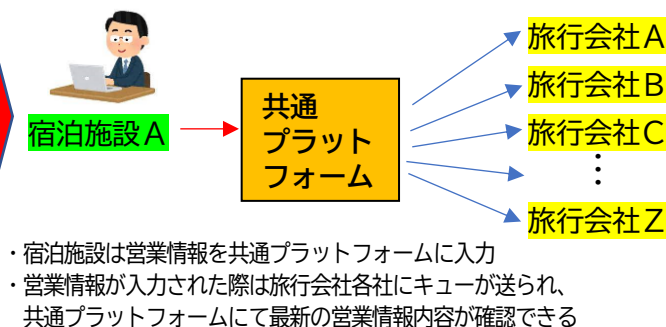 旅行会社A
旅行会社B
宿泊施設A
共通
プラット
フォーム
旅行会社C
⋮
旅行会社Z
・宿泊施設は営業情報を共通プラットフォームに入力
・営業情報が入力された際は旅行会社各社にキューが送られ、
共通プラットフォームにて最新の営業情報内容が確認できる